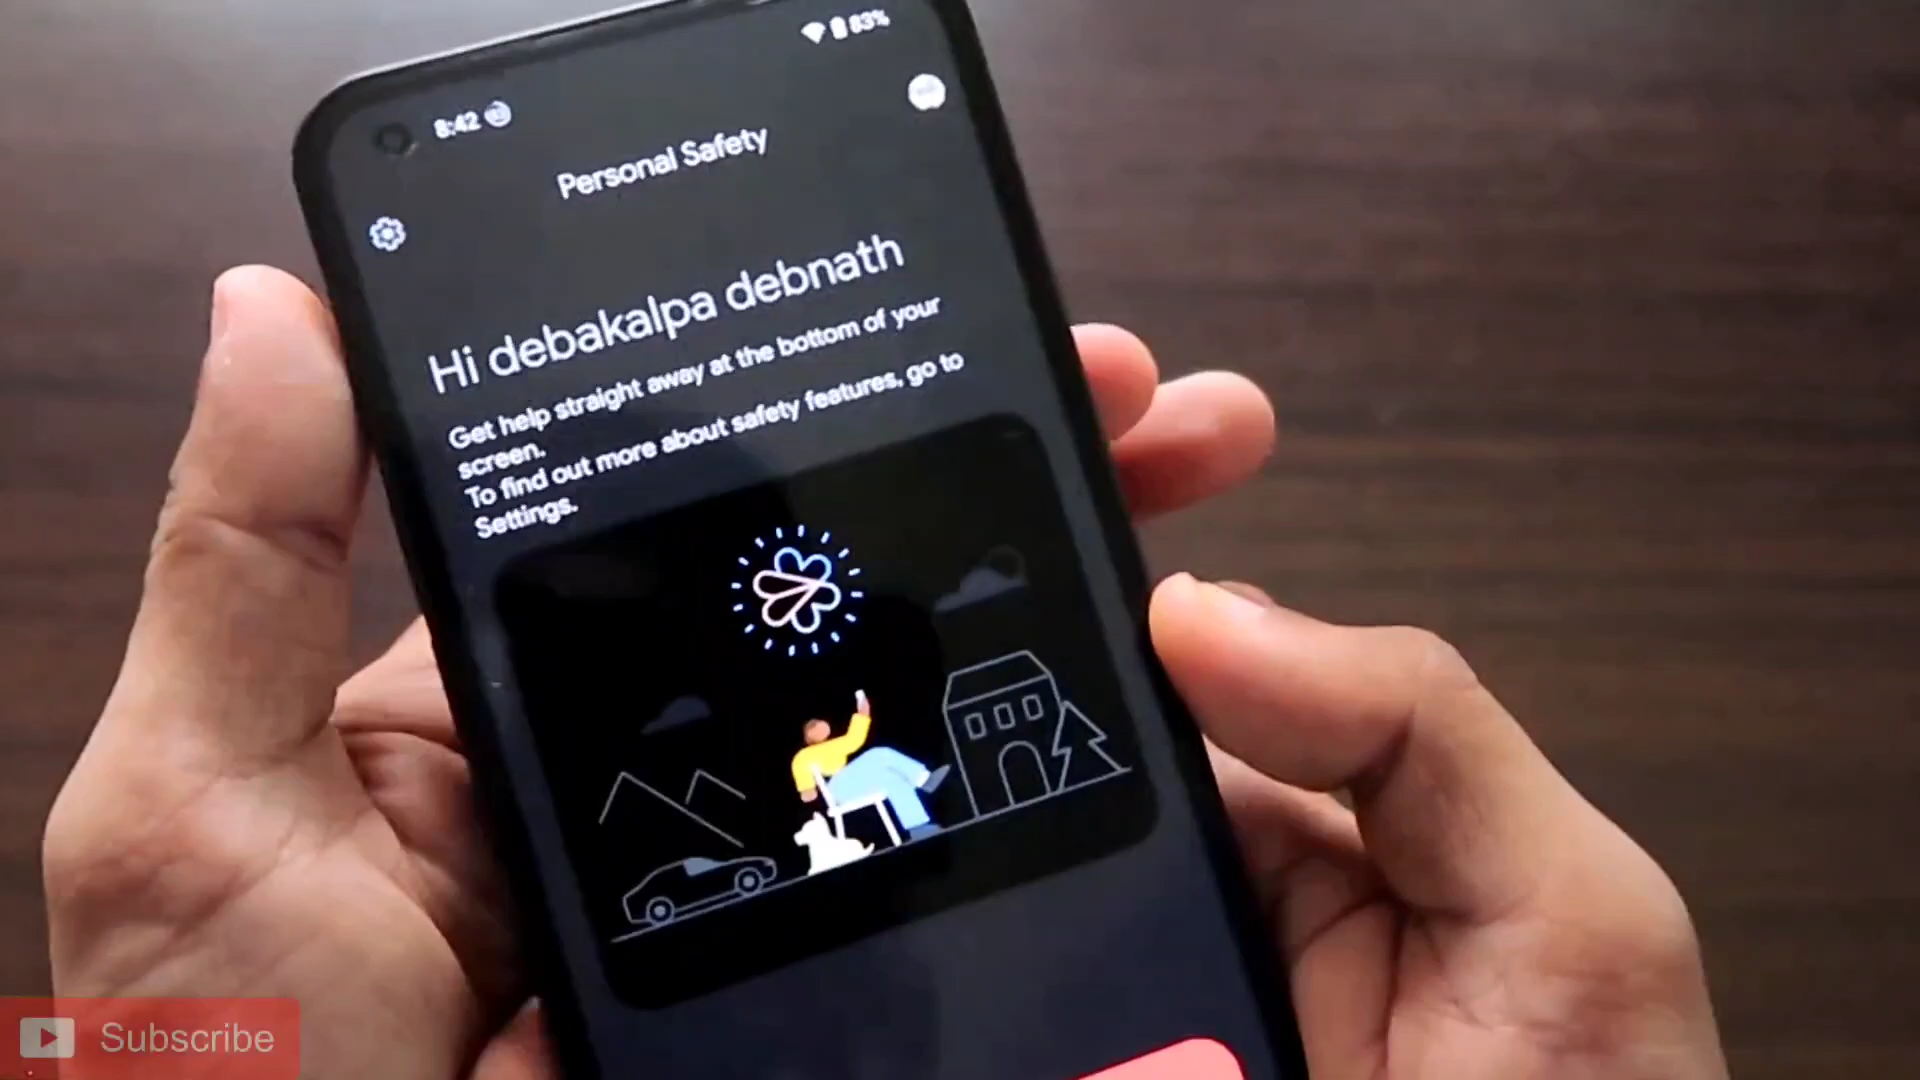 8:42
83%
Personal Safety
Hi debakalpa debnath
Get help straight away at the bottom of your
screen.
To find out more about safety features, go to
Settings.
Subscribe